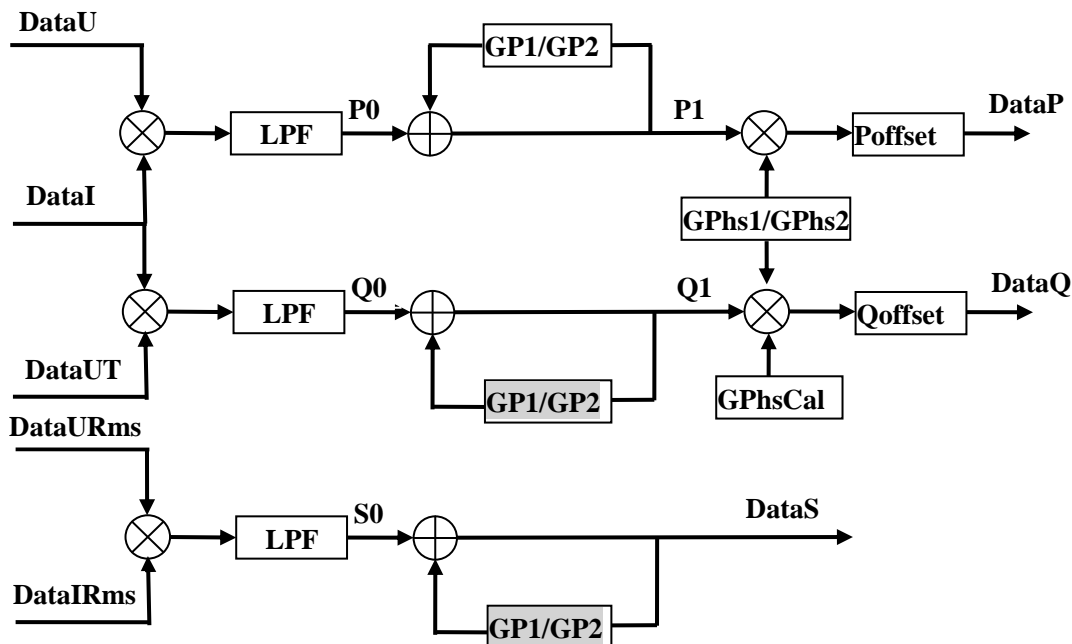 DataU
GP1/GP2
P0
P1
DataP
LPF
Poffset
DataI
GPhs1/GPhs2
Q0
Q1
DataQ
LPF
Qoffset
DataUT
GP1/GP2
GPhsCal
DataURms
S0
DataS
LPF
DataIRms
GP1/GP2